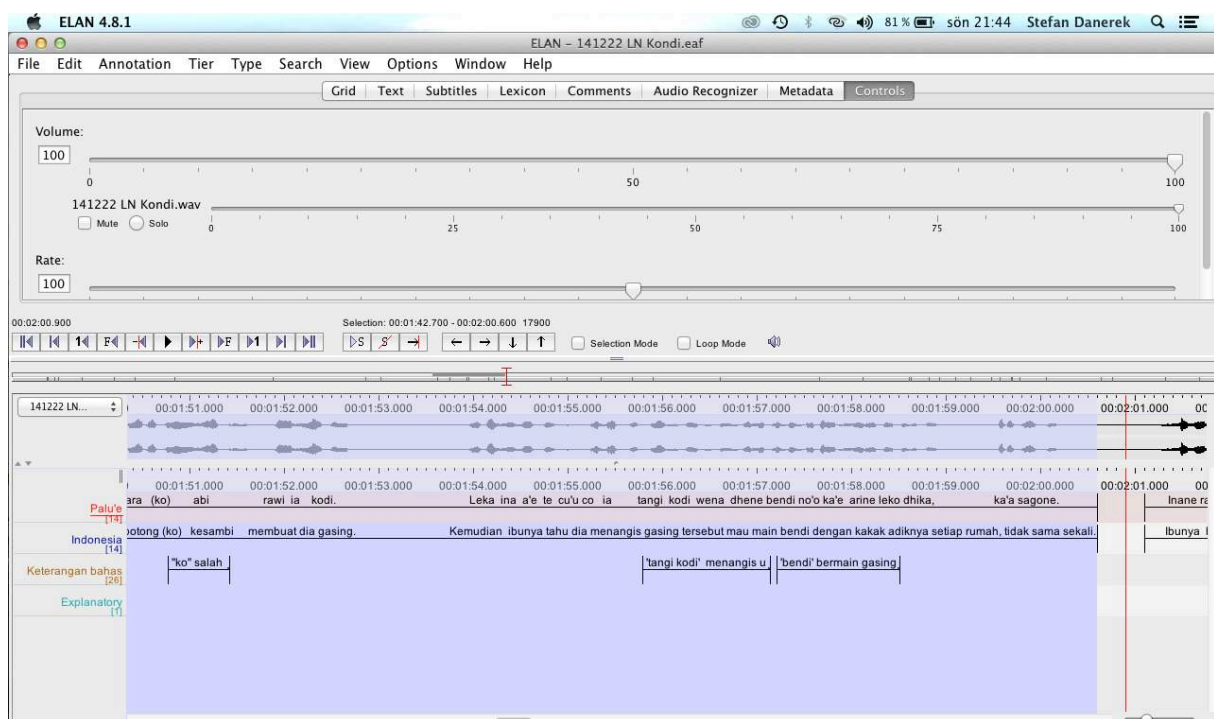 ELAN 4.8.1 81 % sön 21:44 Stefan Danerek
ELAN – 141222 LN Kondi.eaf
File Edit Annotation Tier Type Search View Options Window Help
Grid Text Subtitles Lexicon Comments Audio Recognizer Metadata Controls
Volume:
100
0 50 100
141222 LN Kondi.wav
Mute Solo
0 25 50 75 100
Rate:
100
00:02:00.900 Selection: 00:01:42.700 - 00:02:00.600 17900
Selection Mode Loop Mode
141222 LN... 00:01:51.000 00:01:52.000 00:01:53.000 00:01:54.000 00:01:55.000 00:01:56.000 00:01:57.000 00:01:58.000 00:01:59.000 00:02:00.000 00:02:01.000 00
00:01:51.000 00:01:52.000 00:01:53.000 00:01:54.000 00:01:55.000 00:01:56.000 00:01:57.000 00:01:58.000 00:01:59.000 00:02:00.000 00:02:01.000 00
Palu'e ara (ko) abi rawi ia kodi. Leka ina a'e te cu'u co ia tangi kodi wena dhene bendi no'o ka'e arine leko dhika, ka'a sagone. Inane ra
[14]
Indonesia potong (ko) kesambi membuat dia gasing. Kemudian ibunya tahu dia menangis gasing tersebut mau main bendi dengan kakak adiknya setiap rumah, tidak sama sekali. Ibunya
[14]
Keterangan bahas "ko" salah 'tangi kodi' menangis u 'bendi' bermain gasing
[26]
Explanatory
[1]